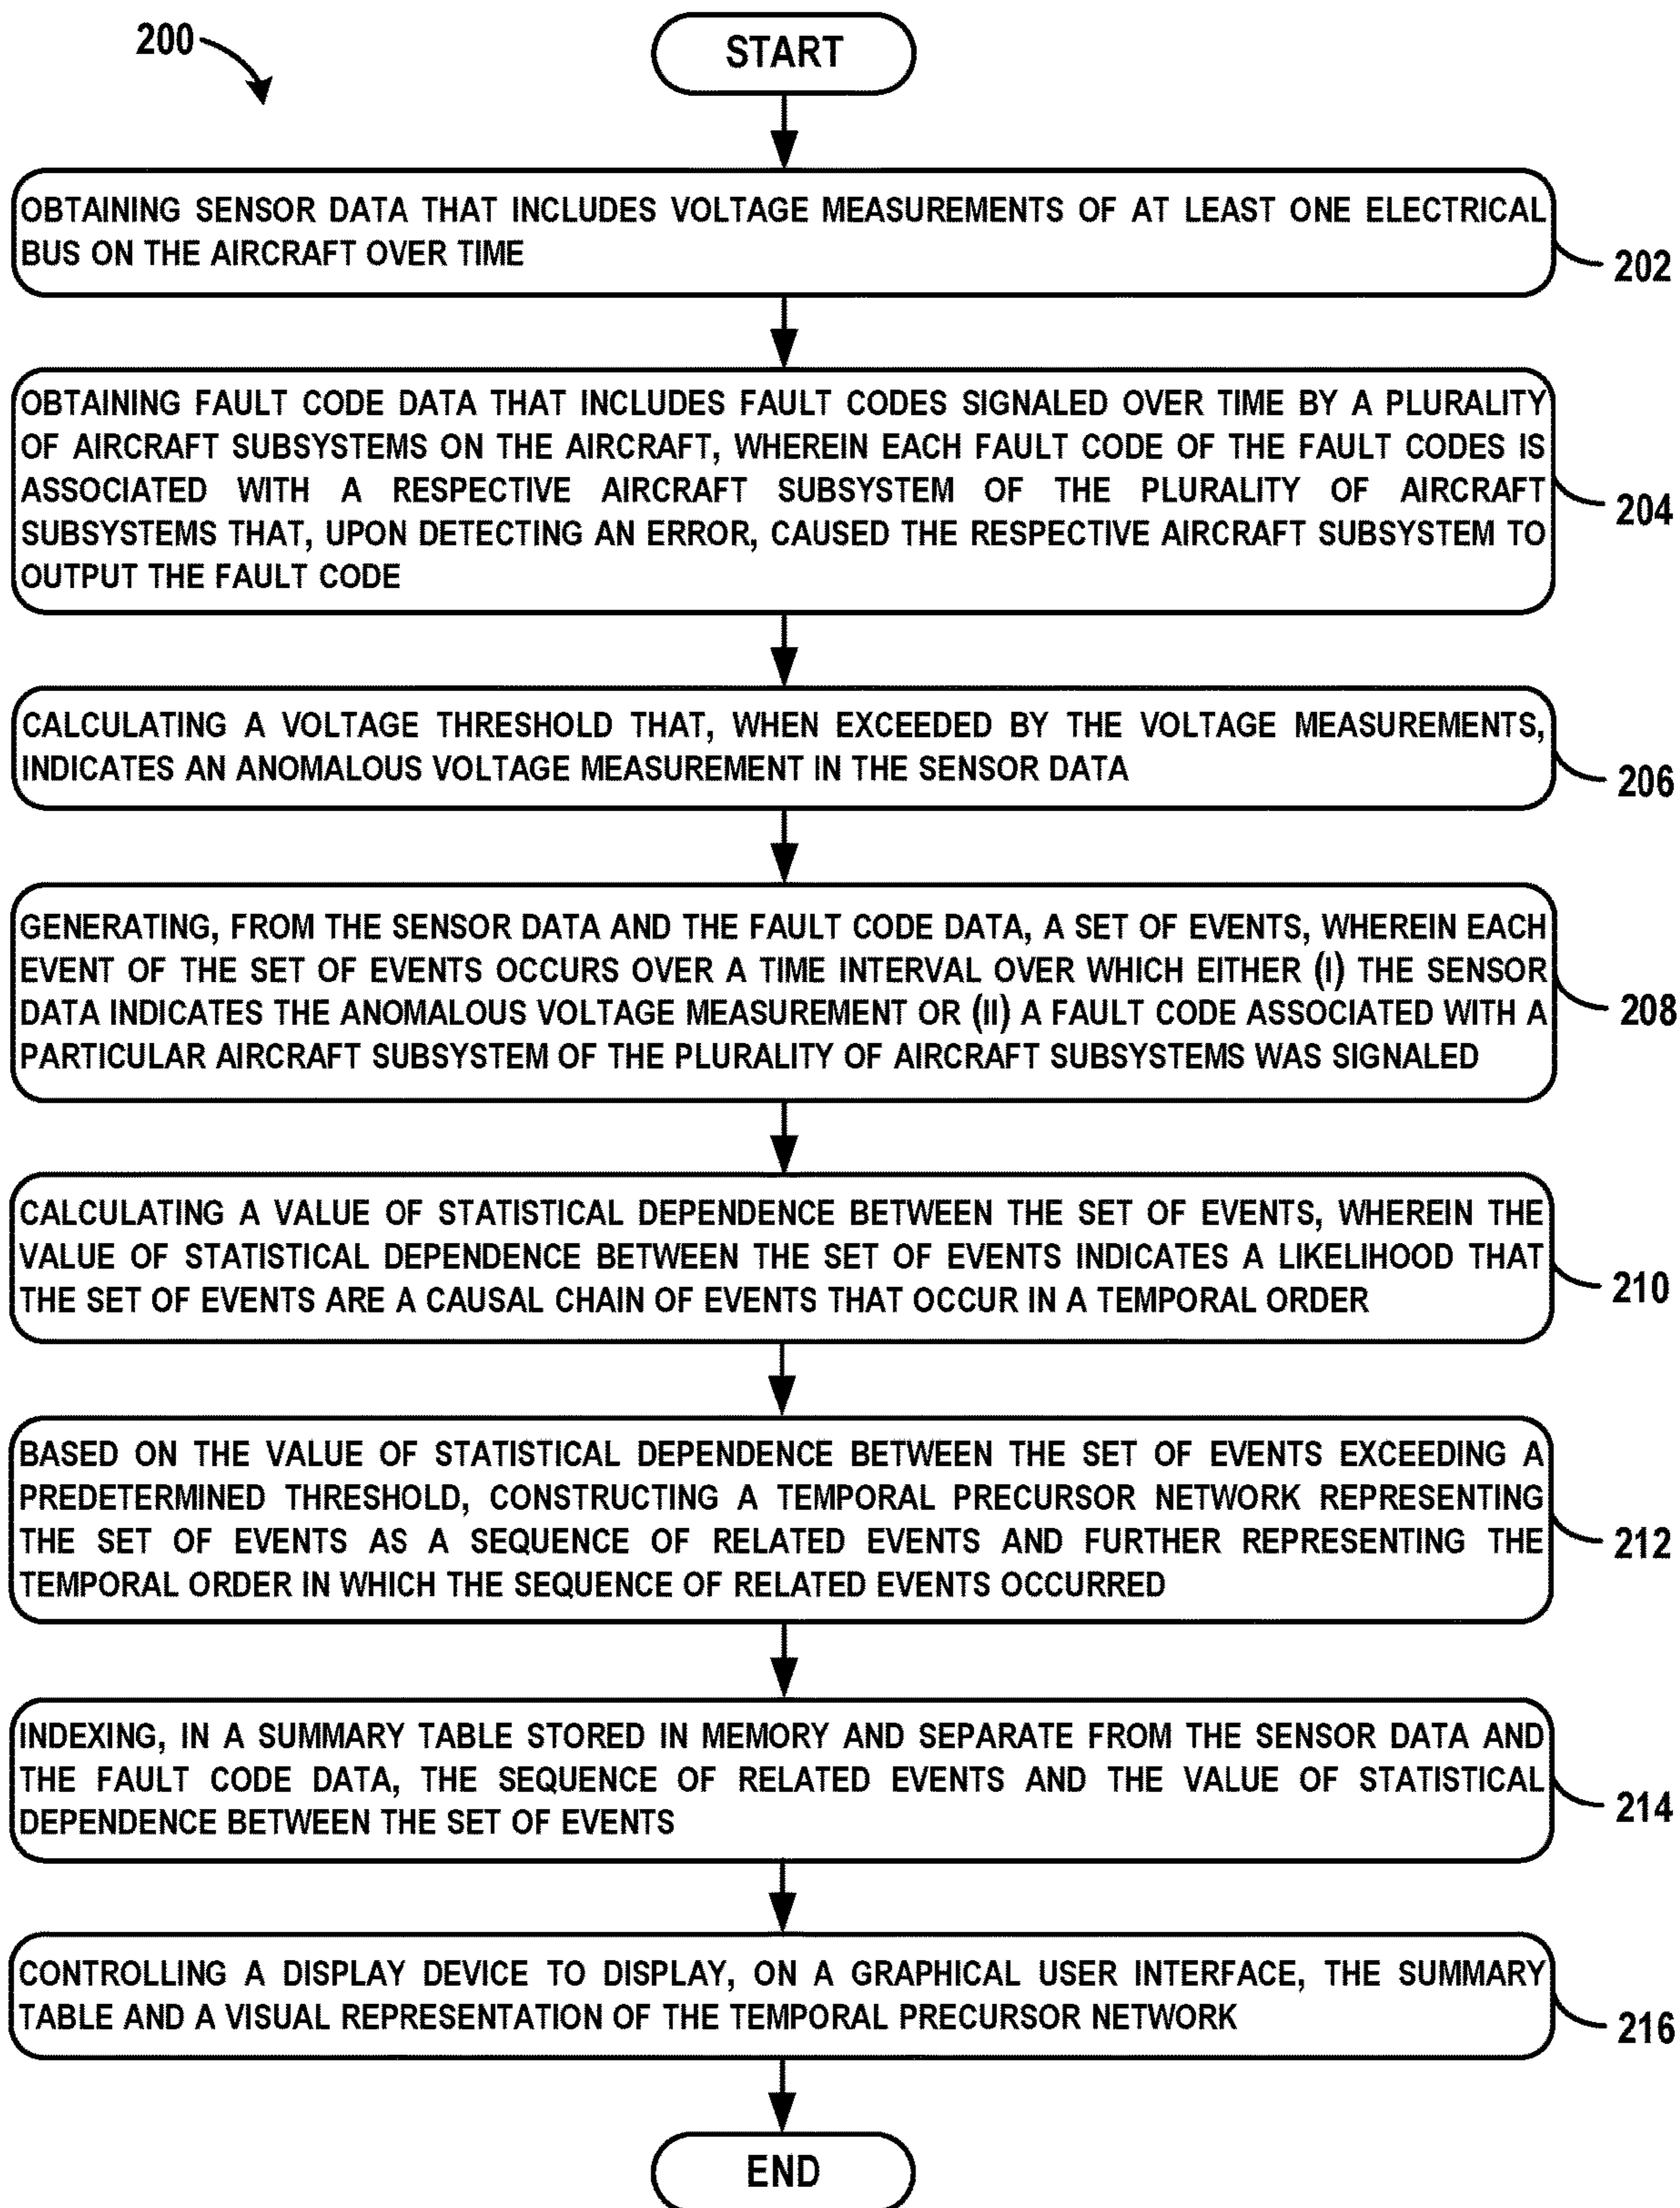 200
START
OBTAINING SENSOR DATA THAT INCLUDES VOLTAGE MEASUREMENTS OF AT LEAST ONE ELECTRICAL
BUS ON THE AIRCRAFT OVER TIME
202
OBTAINING FAULT CODE DATA THAT INCLUDES FAULT CODES SIGNALED OVER TIME BY A PLURALITY
OF AIRCRAFT SUBSYSTEMS ON THE AIRCRAFT, WHEREIN EACH FAULT CODE OF THE FAULT CODES IS
ASSOCIATED WITH A RESPECTIVE AIRCRAFT SUBSYSTEM OF THE PLURALITY OF AIRCRAFT
SUBSYSTEMS THAT, UPON DETECTING AN ERROR, CAUSED THE RESPECTIVE AIRCRAFT SUBSYSTEM TO
OUTPUT THE FAULT CODE
204
CALCULATING A VOLTAGE THRESHOLD THAT, WHEN EXCEEDED BY THE VOLTAGE MEASUREMENTS,
INDICATES AN ANOMALOUS VOLTAGE MEASUREMENT IN THE SENSOR DATA
206
GENERATING, FROM THE SENSOR DATA AND THE FAULT CODE DATA, A SET OF EVENTS, WHEREIN EACH
EVENT OF THE SET OF EVENTS OCCURS OVER A TIME INTERVAL OVER WHICH EITHER (I) THE SENSOR
DATA INDICATES THE ANOMALOUS VOLTAGE MEASUREMENT OR (II) A FAULT CODE ASSOCIATED WITH A
PARTICULAR AIRCRAFT SUBSYSTEM OF THE PLURALITY OF AIRCRAFT SUBSYSTEMS WAS SIGNALED
208
CALCULATING A VALUE OF STATISTICAL DEPENDENCE BETWEEN THE SET OF EVENTS, WHEREIN THE
VALUE OF STATISTICAL DEPENDENCE BETWEEN THE SET OF EVENTS INDICATES A LIKELIHOOD THAT
THE SET OF EVENTS ARE A CAUSAL CHAIN OF EVENTS THAT OCCUR IN A TEMPORAL ORDER
210
BASED ON THE VALUE OF STATISTICAL DEPENDENCE BETWEEN THE SET OF EVENTS EXCEEDING A
PREDETERMINED THRESHOLD, CONSTRUCTING A TEMPORAL PRECURSOR NETWORK REPRESENTING
THE SET OF EVENTS AS A SEQUENCE OF RELATED EVENTS AND FURTHER REPRESENTING THE
TEMPORAL ORDER IN WHICH THE SEQUENCE OF RELATED EVENTS OCCURRED
212
INDEXING, IN A SUMMARY TABLE STORED IN MEMORY AND SEPARATE FROM THE SENSOR DATA AND
THE FAULT CODE DATA, THE SEQUENCE OF RELATED EVENTS AND THE VALUE OF STATISTICAL
DEPENDENCE BETWEEN THE SET OF EVENTS
214
CONTROLLING A DISPLAY DEVICE TO DISPLAY, ON A GRAPHICAL USER INTERFACE, THE SUMMARY
TABLE AND A VISUAL REPRESENTATION OF THE TEMPORAL PRECURSOR NETWORK
216
END